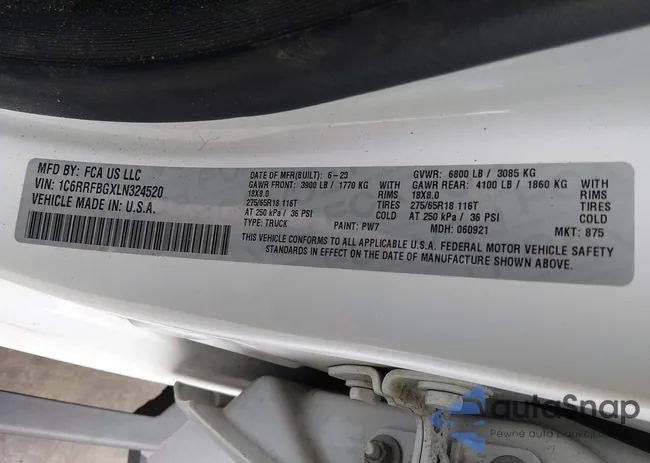 MFD BY: FCA US LLC
VIN: 1C6RRFBGXLN324520
VEHICLE MADE IN: U.S.A.
DATE OF MFR(BUILT): 6-20 GVWR: 6800 LB / 3085 KG
GAWR FRONT: 3900 LB / 1770 KG WITH GAWR REAR: 4100 LB / 1860 KG WITH
18X8.0 RIMS 18X8.0 RIMS
275/65R18 116T TIRES 275/65R18 116T TIRES
AT 250 kPa / 36 PSI COLD AT 250 kPa / 36 PSI COLD
TYPE: TRUCK PAINT: PW7 MDH: 060921 MKT: 875
THIS VEHICLE CONFORMS TO ALL APPLICABLE U.S.A. FEDERAL MOTOR VEHICLE SAFETY
STANDARDS IN EFFECT ON THE DATE OF MANUFACTURE SHOWN ABOVE.
autoSnap
Pewne auto z aukcji